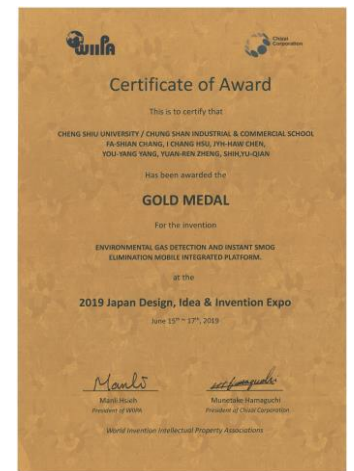 WIIPA
Chizai
Corporation
Certificate of Award
This is to certify that
CHENG SHIU UNIVERSITY / CHUNG SHAN INDUSTRIAL & COMMERCIAL SCHOOL
FA-SHIAN CHANG, I CHANG HSU, JYH-HAW CHEN,
YOU-YANG YANG, YUAN-REN ZHENG, SHIH,YU-QIAN
Has been awarded the
GOLD MEDAL
For the invention
ENVIRONMENTAL GAS DETECTION AND INSTANT SMOG
ELIMINATION MOBILE INTEGRATED PLATFORM.
at the
2019 Japan Design, Idea & Invention Expo
June 15th ~ 17th, 2019
Manli Hsieh
Munetake Hamaguchi
President of WIIPA
President of Chizai Corporation
World Invention Intellectual Property Associations